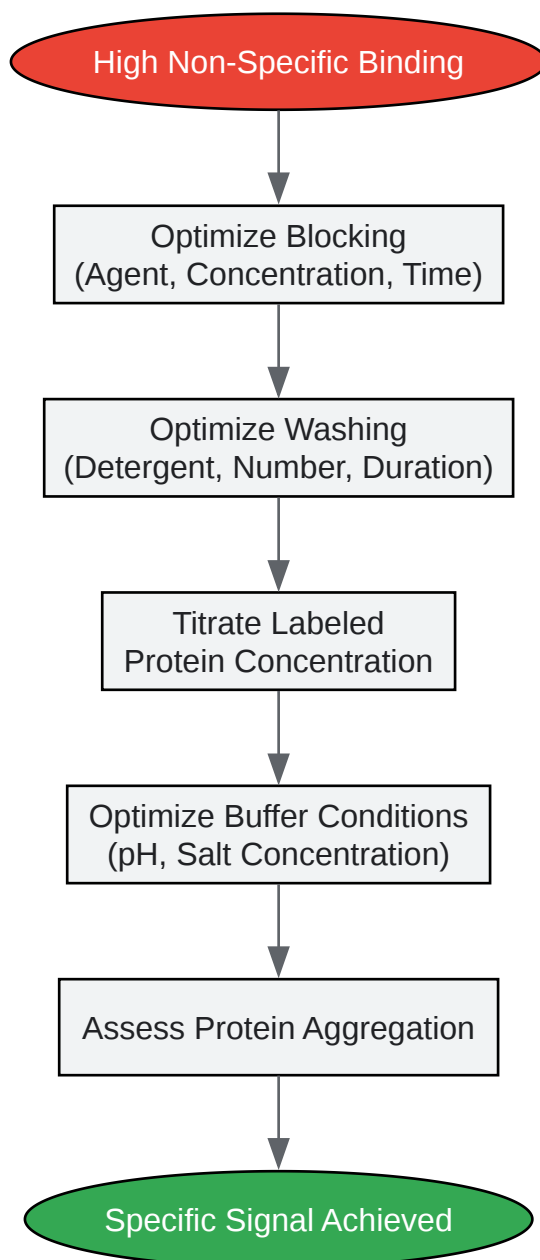 High Non-Specific Binding
Optimize Blocking
(Agent, Concentration, Time)
Optimize Washing
(Detergent, Number, Duration)
Titrate Labeled
Protein Concentration
Optimize Buffer Conditions
(pH, Salt Concentration)
Assess Protein Aggregation
Specific Signal Achieved